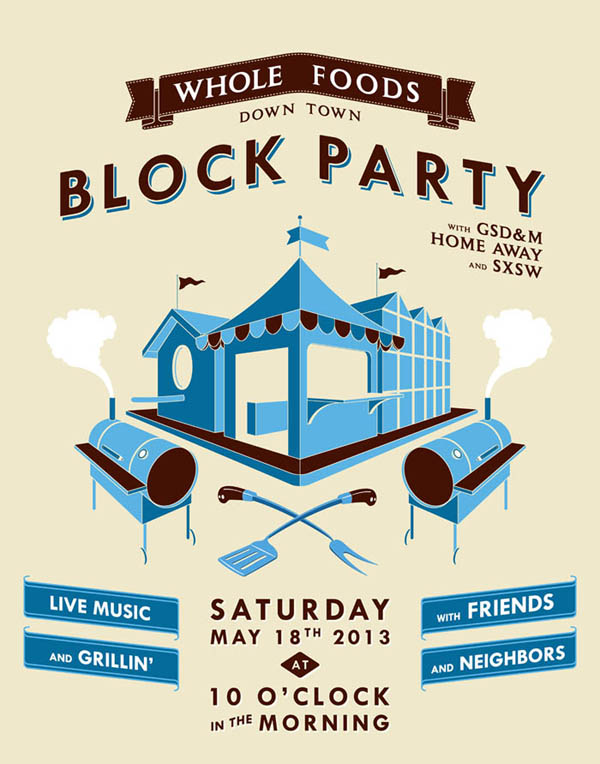 WHOLE FOODS
DOWN TOWN
BLOCK PARTY
WITH GSD&M
HOME AWAY
AND SXSW
LIVE MUSIC
AND GRILLIN'
SATURDAY
MAY 18TH 2013
AT
10 O'CLOCK
IN THE MORNING
WITH FRIENDS
AND NEIGHBORS